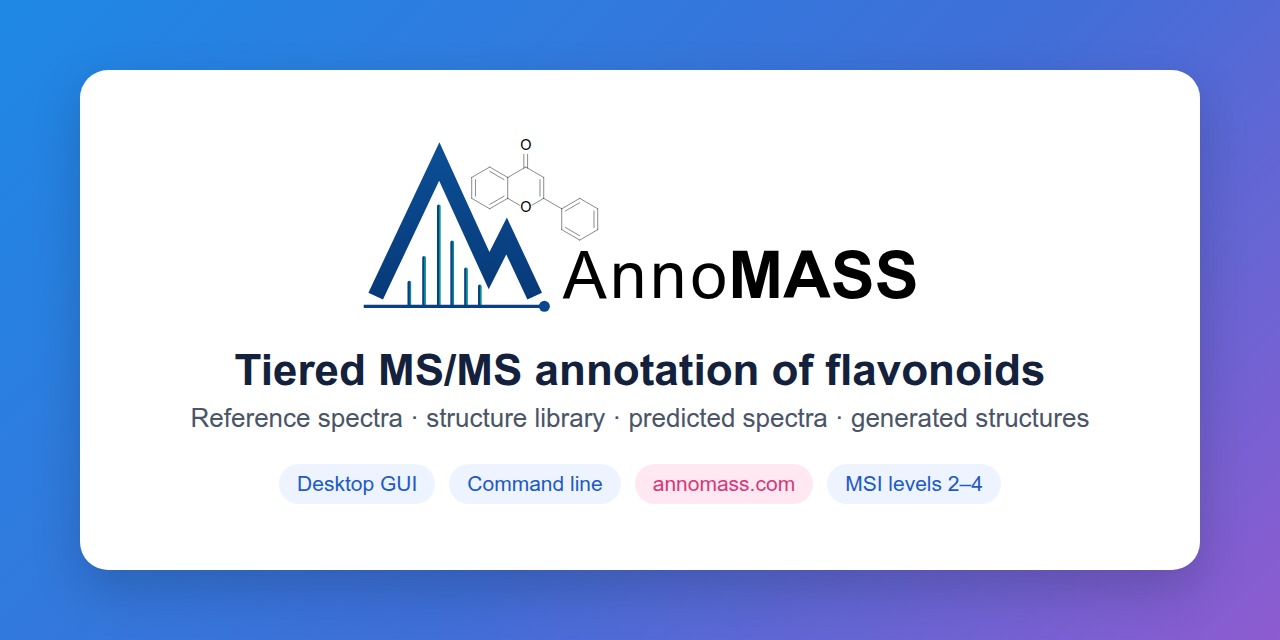 O
O
AnnoMASS
Tiered MS/MS annotation of flavonoids
Reference spectra · structure library · predicted spectra · generated structures
Desktop GUI Command line annomass.com MSI levels 2–4